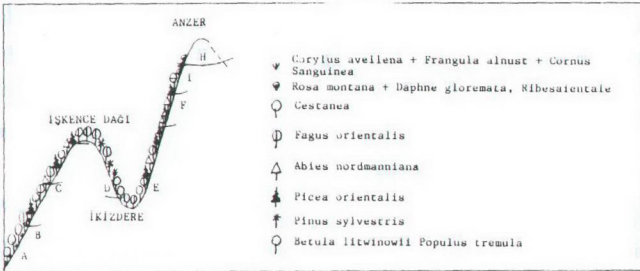 ANZER
H
I
F
İŞKENCE DAĞI
C
D
E
İKİZDERE
B
A
Corylus avellena + Frangula alnust + Cornus
Sanguinea
Rosa montana + Daphne gloremata, Ribesaientale
Cestanea
Fagus orientalis
Abies nordmanniana
Picea orientalis
Pinus sylvestris
Betula litwinowii Populus tremula